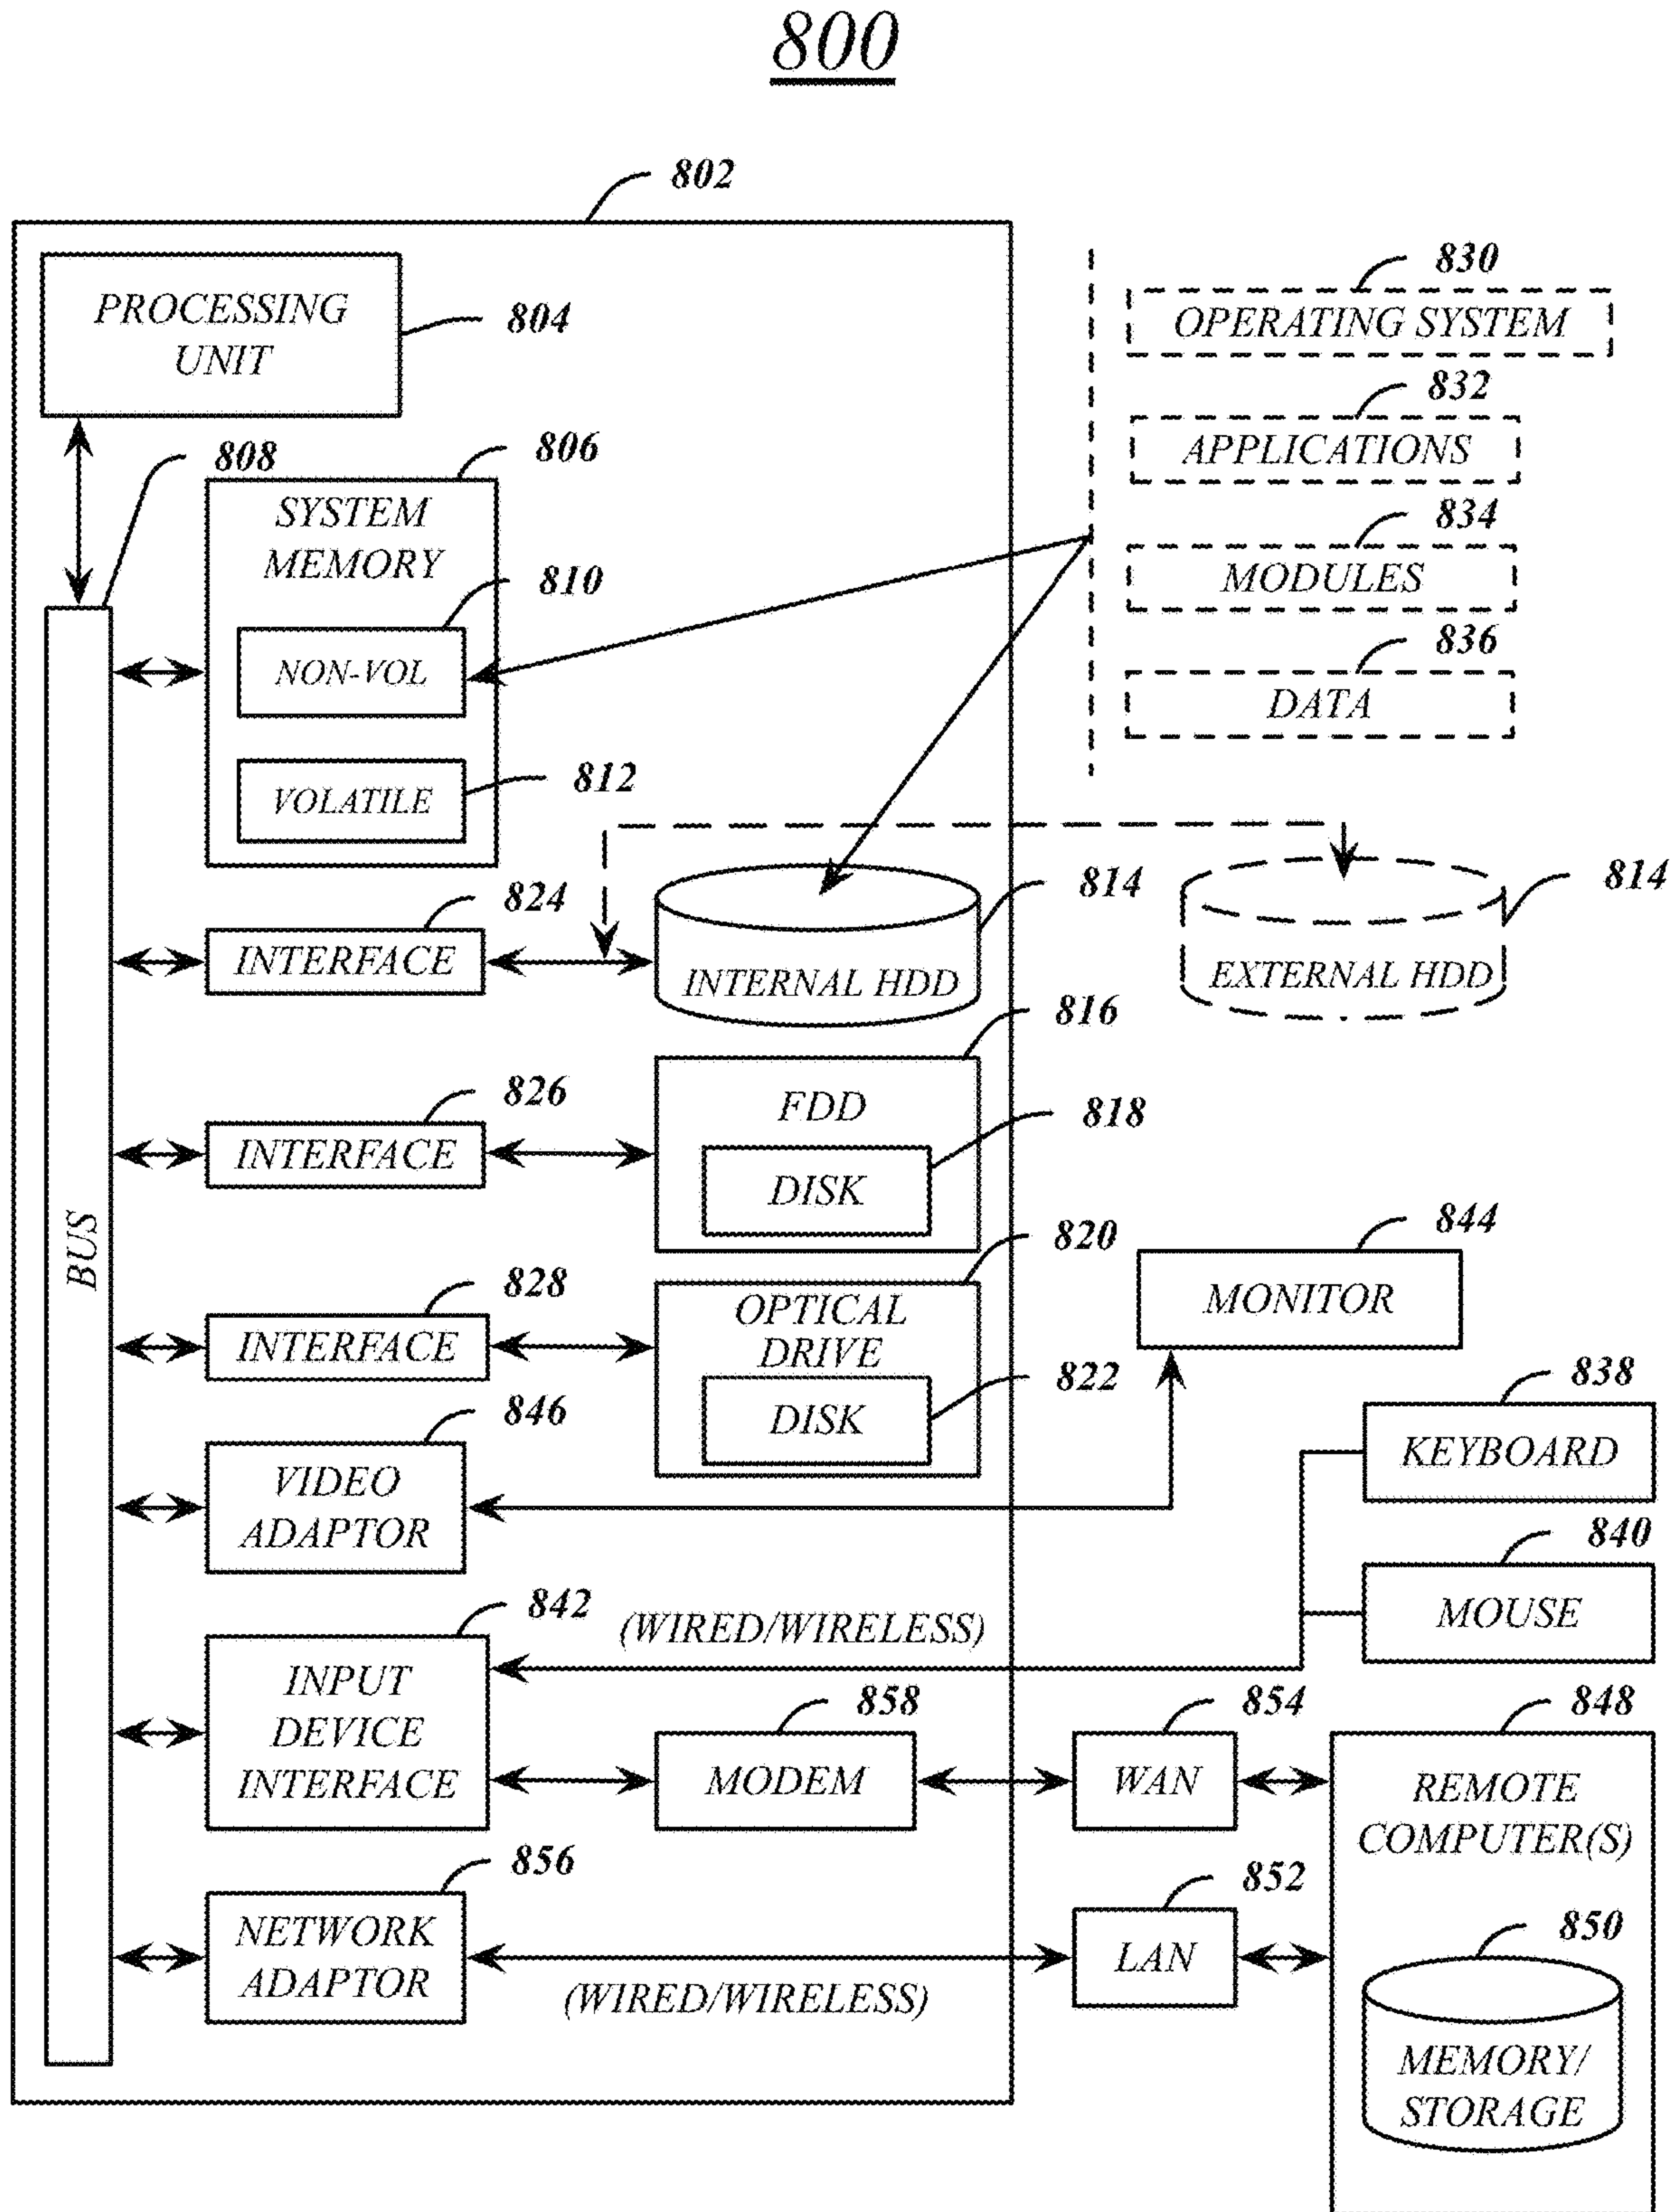 800
802
PROCESSING
UNIT
804
830
OPERATING SYSTEM
832
APPLICATIONS
834
MODULES
836
DATA
808
806
SYSTEM
MEMORY
810
NON-VOL
812
VOLATILE
824
INTERFACE
814
INTERNAL HDD
814
EXTERNAL HDD
816
826
INTERFACE
FDD
818
DISK
BUS
820
828
INTERFACE
OPTICAL
DRIVE
822
DISK
844
MONITOR
838
KEYBOARD
846
VIDEO
ADAPTOR
840
MOUSE
842
INPUT
DEVICE
INTERFACE
(WIRED/WIRELESS)
858
MODEM
854
WAN
848
REMOTE
COMPUTER(S)
856
NETWORK
ADAPTOR
(WIRED/WIRELESS)
852
LAN
850
MEMORY/
STORAGE